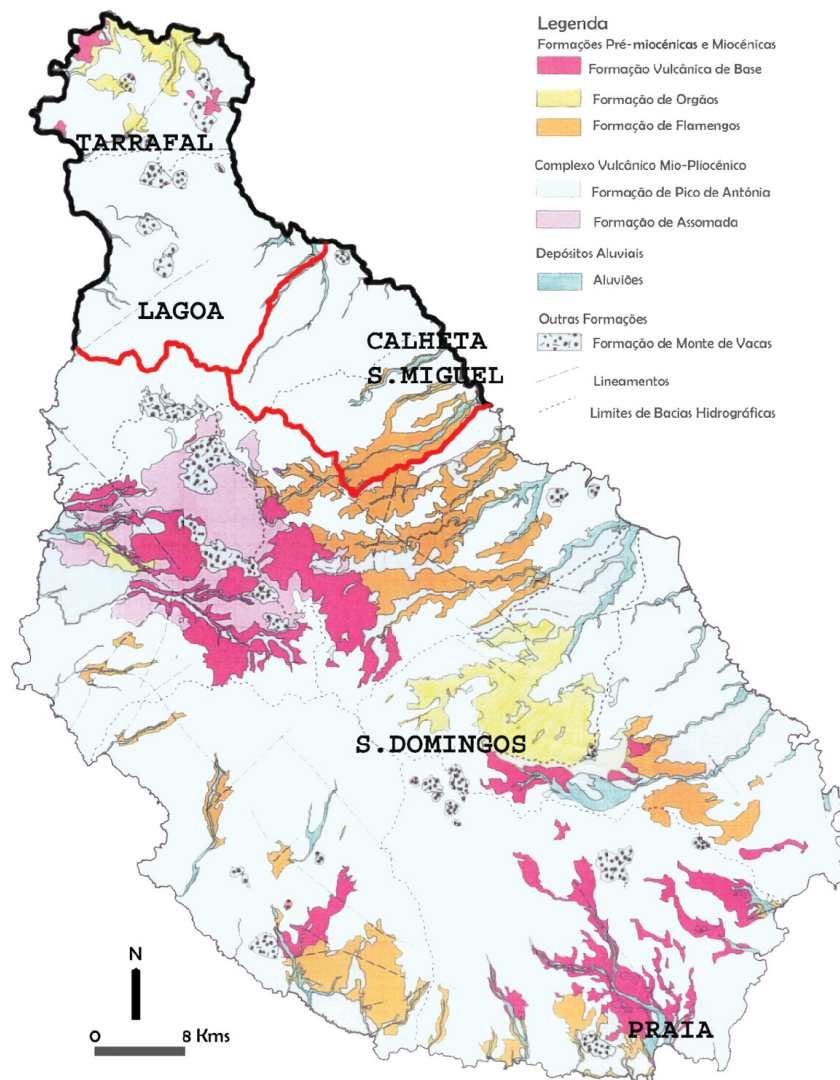 Legenda
Formações Pré-miocénicas e Miocénicas
Formação Vulcânica de Base
Formação de Orgãos
Formação de Flamengos
Complexo Vulcânico Mio-Pliocénico
Formação de Pico de Antónia
Formação de Assomada
Depósitos Aluviais
Aluviões
Outras Formações
Formação de Monte de Vacas
Lineamentos
Limites de Bacias Hidrográficas
TARRAFAL
LAGOA
CALHETA
S.MIGUEL
S.DOMINGOS
PRAIA
N
0 8 Kms